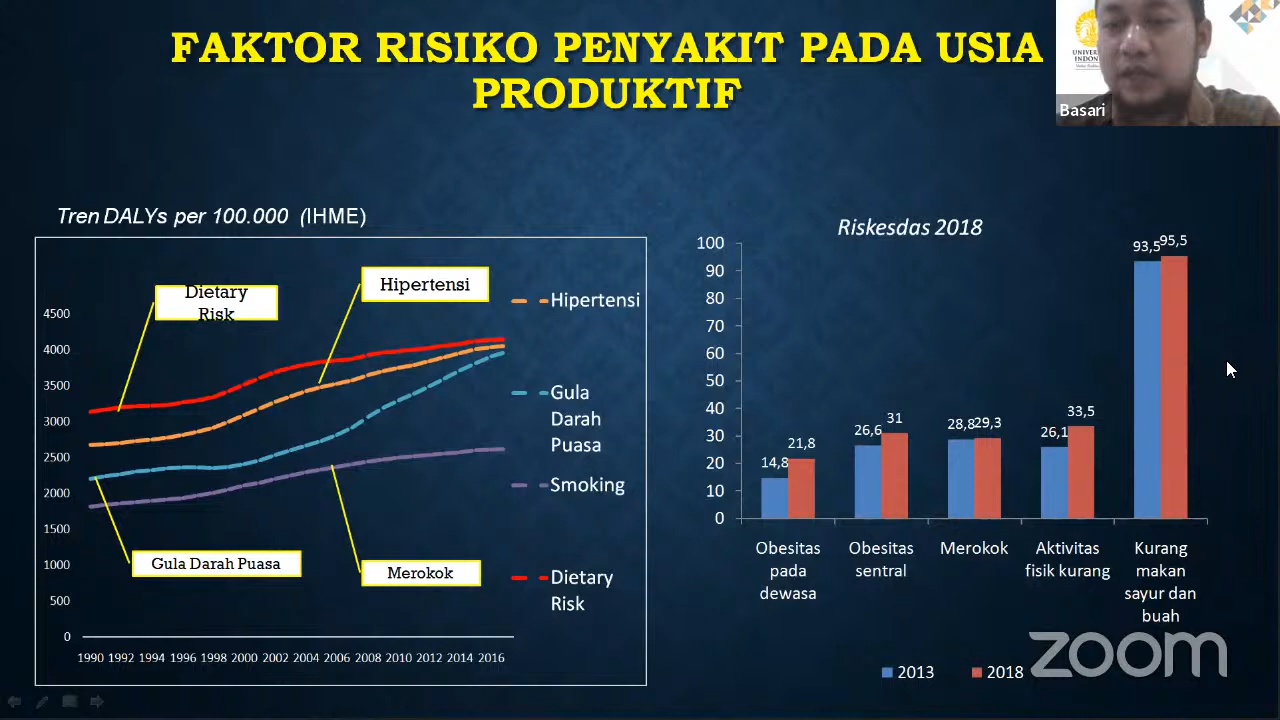 FAKTOR RISIKO PENYAKIT PADA USIA
PRODUKTIF
UNIVER
INDON
Basari
Tren DALYs per 100.000 (IHME)
4500
4000
3500
3000
2500
2000
1500
1000
500
0
1990 1992 1994 1996 1998 2000 2002 2004 2006 2008 2010 2012 2014 2016
Dietary
Risk
Hipertensi
Gula Darah Puasa
Merokok
Hipertensi
Gula
Darah
Puasa
Smoking
Dietary
Risk
Riskesdas 2018
100
90
80
70
60
50
40
30
20
10
0
14,8 21,8
26,6 31
28,8 29,3
26,1 33,5
93,5 95,5
Obesitas
pada
dewasa
Obesitas
sentral
Merokok
Aktivitas
fisik kurang
Kurang
makan
sayur dan
buah
2013 2018
zoom